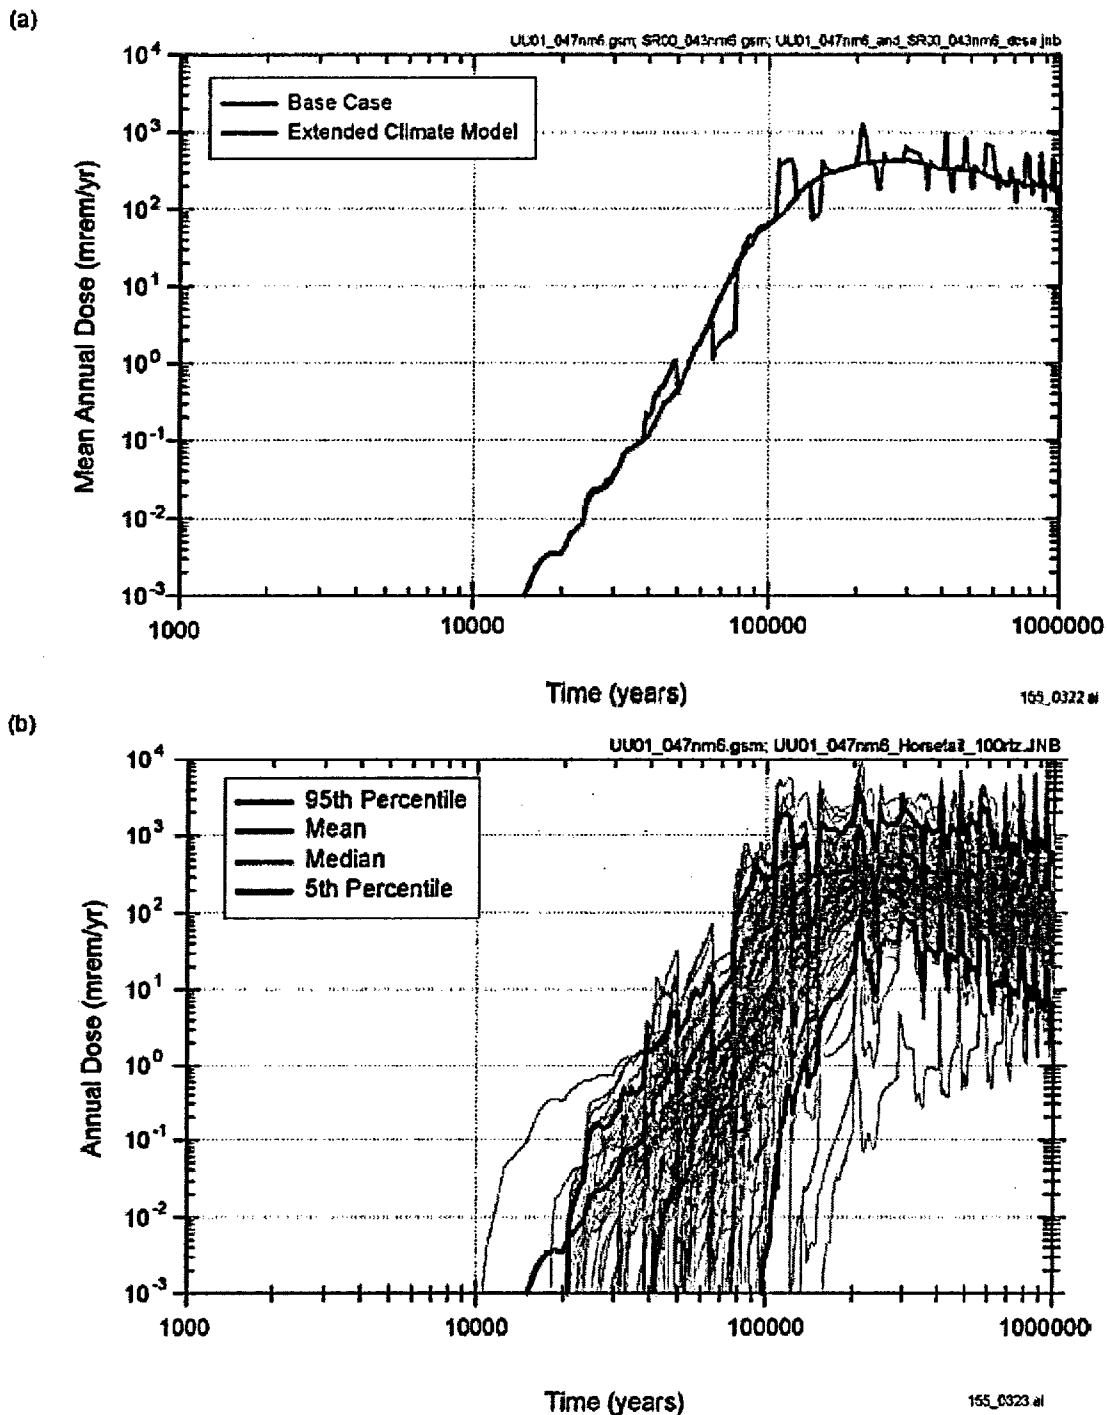 (a)
UU01_047nm6.gsm; SR00_043nm6.gsm; UU01_047nm6_and_SR00_043nm6_dose.jnb
Base Case
Extended Climate Model
Mean Annual Dose (mrem/yr)
10^4
10^3
10^2
10^1
10^0
10^-1
10^-2
10^-3
1000 10000 100000 1000000
Time (years)
155_0322.ai
(b)
UU01_047nm6.gsm; UU01_047nm6_Horsetail_100rlz.JNB
95th Percentile
Mean
Median
5th Percentile
Annual Dose (mrem/yr)
10^4
10^3
10^2
10^1
10^0
10^-1
10^-2
10^-3
1000 10000 100000 1000000
Time (years)
155_0323.ai